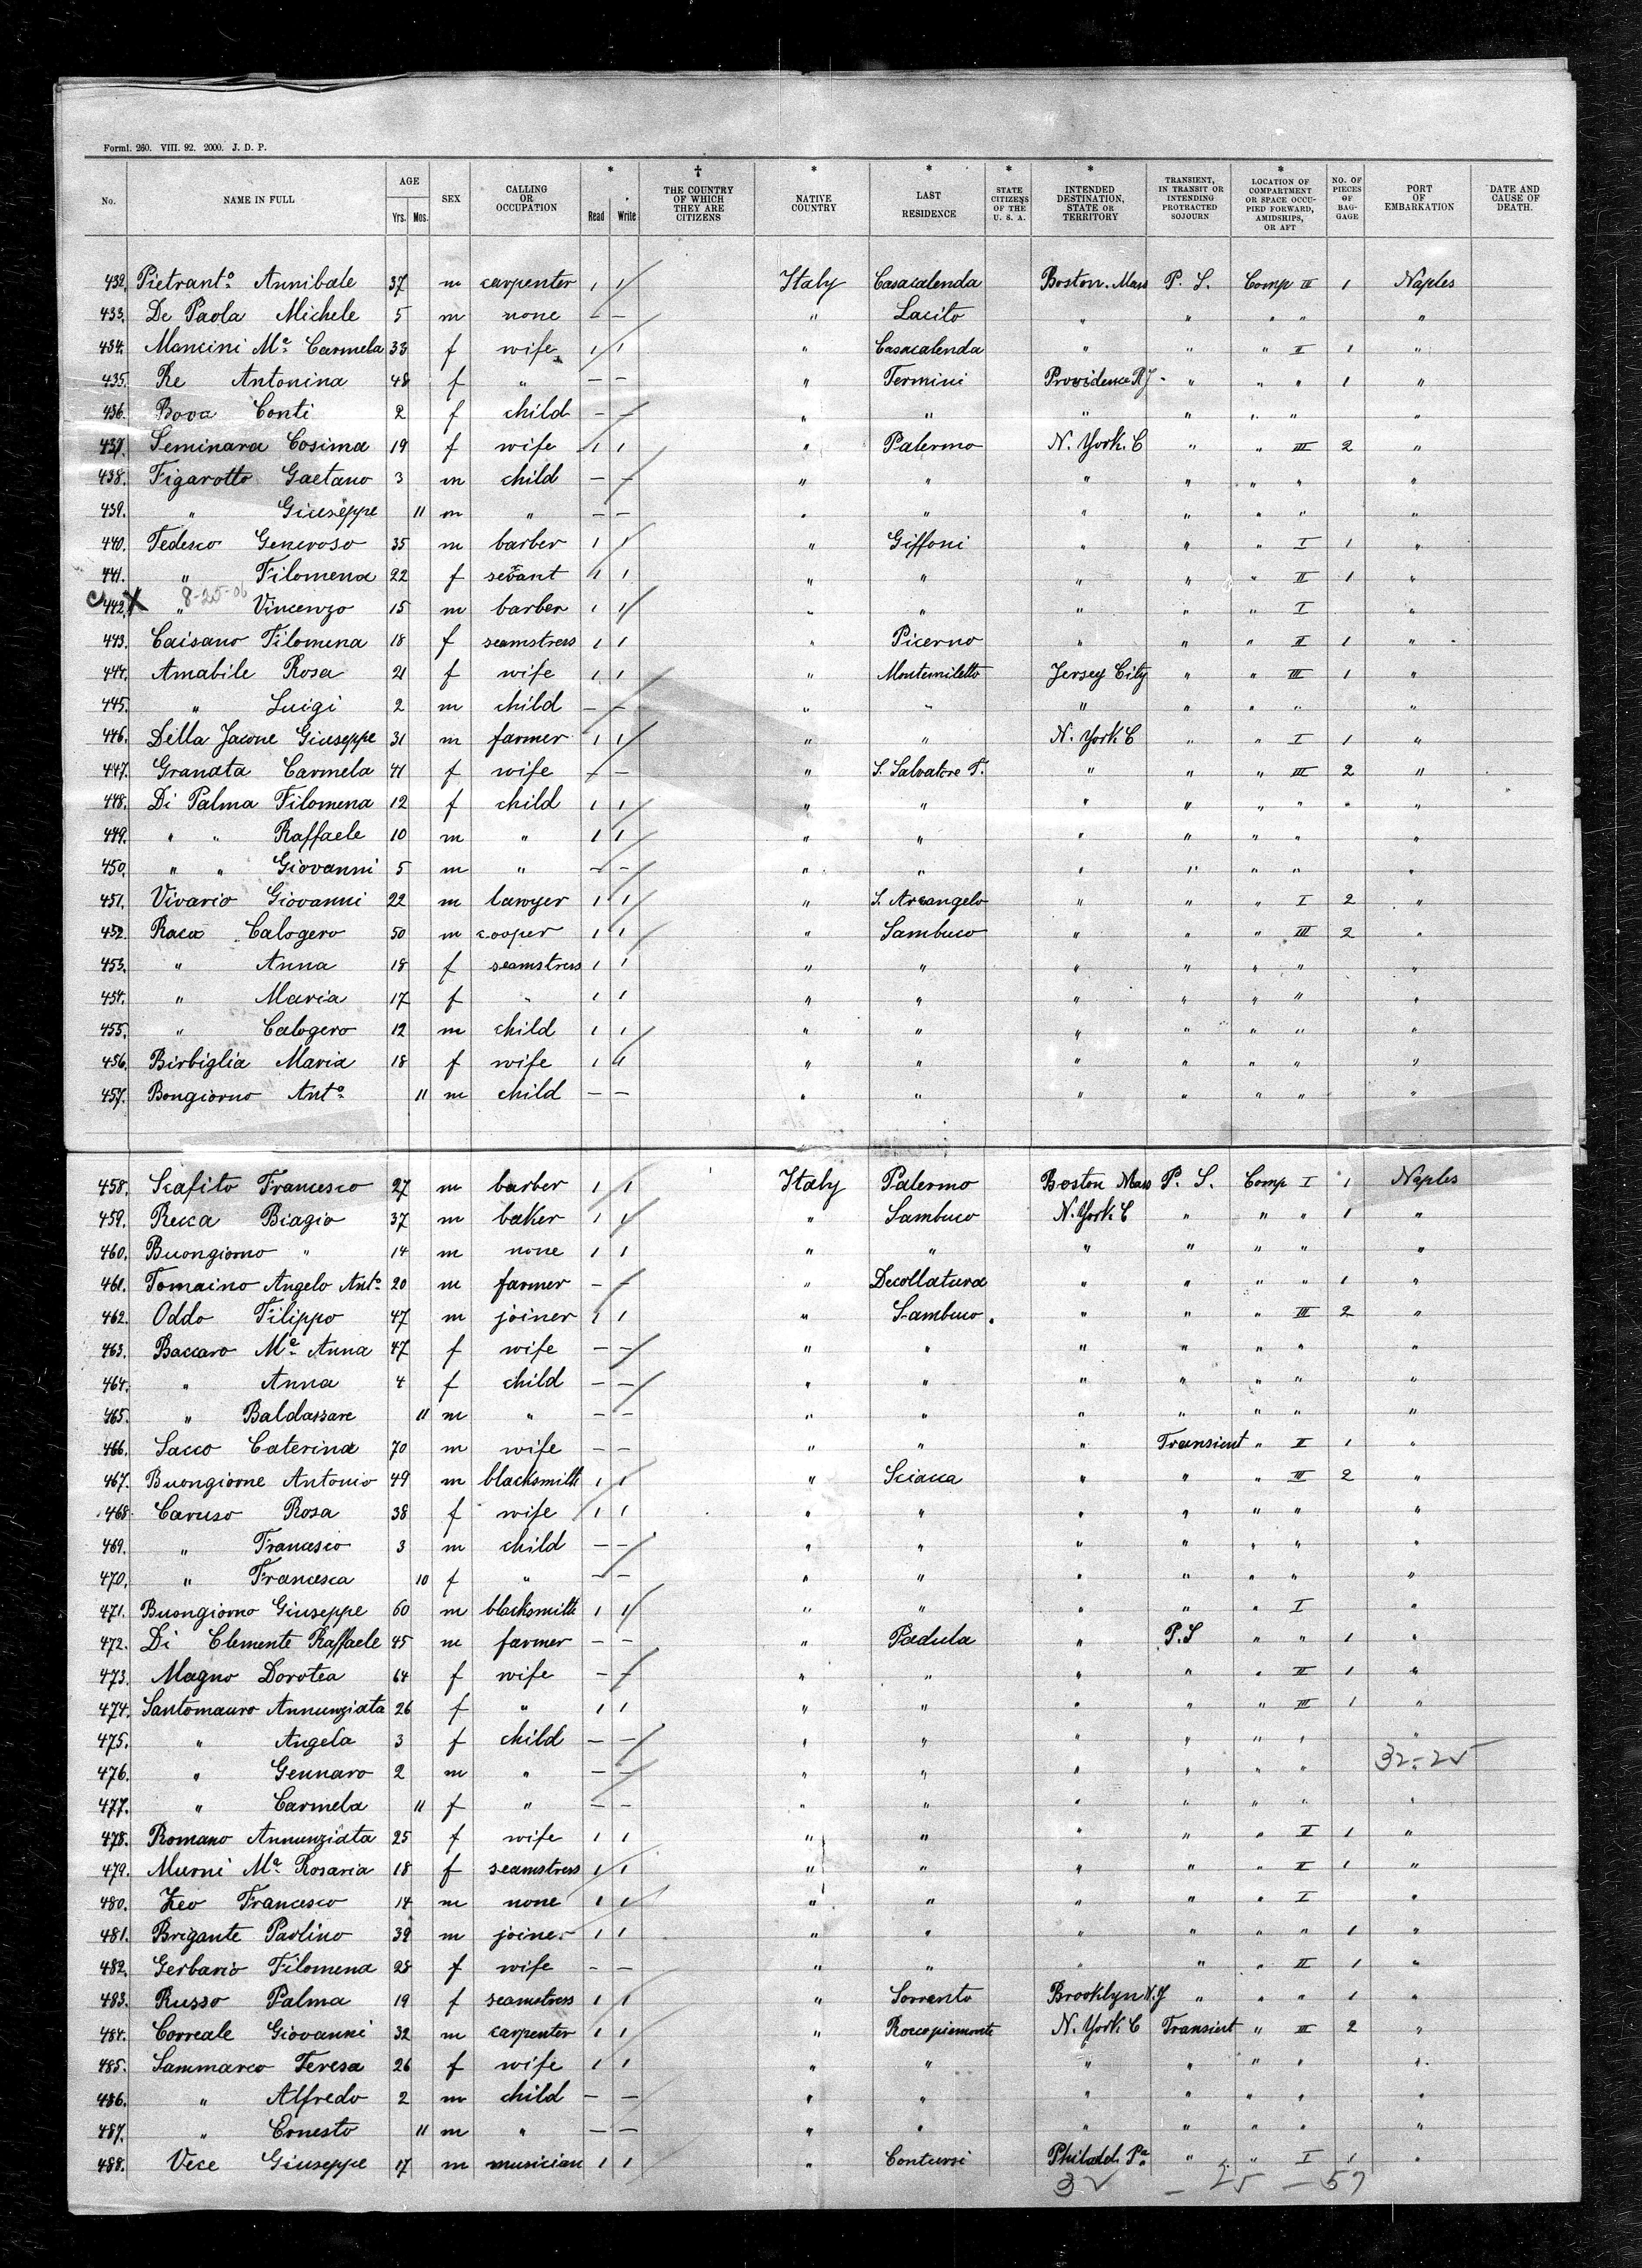 Forml. 260. VIII. 92. 2000. J. D. P.
No. NAME IN FULL AGE Yrs. Mos. SEX CALLING OR OCCUPATION * Read Write † THE COUNTRY OF WHICH THEY ARE CITIZENS * NATIVE COUNTRY * LAST RESIDENCE * STATE CITIZENS OF THE U. S. A. * INTENDED DESTINATION, STATE OR TERRITORY TRANSIENT, IN TRANSIT OR INTENDING PROTRACTED SOJOURN * LOCATION OF COMPARTMENT OR SPACE OCCUPIED FORWARD, AMIDSHIPS, OR AFT NO. OF PIECES OF BAGGAGE PORT OF EMBARKATION DATE AND CAUSE OF DEATH.
432. Pietrant.o Annibale 37 m carpenter 1 1 Italy Casacalenda Boston. Mass P. S. Comp III 1 Naples
433. De Paola Michele 5 m none — — " Lacito " " " " "
434. Mancini M.a Carmela 33 f wife 1 1 " Casacalenda " " " II 1 "
435. Re Antonina 48 f " — — " Termini Providence R J " " " 1 "
436. Bova Conti 2 f child — — " " " " " " "
437. Seminara Cosima 19 f wife 1 1 " Palermo N. York. C " " III 2 "
438. Figarotto Gaetano 3 m child — — " " " " " " "
439. " Giuseppe 11 m " — — " " " " " " "
440. Tedesco Generoso 35 m barber 1 1 " Giffoni " " " I 1 "
441. " Filomena 22 f sevant 1 1 " " " " " II 1 "
442. X " 8-25-06 Vincenzo 15 m barber 1 1 " " " " " I "
443. Caisano Filomena 18 f seamstress 1 1 " Picerno " " " II 1 "
444. Amabile Rosa 21 f wife 1 1 " Montemiletto Jersey City " " III 1 "
445. " Luigi 2 m child — — " " " " " " "
446. Della Jacone Giuseppe 31 m farmer 1 1 " " N. York C " " I 1 "
447. Granata Carmela 41 f wife — — " S. Salvatore T. " " " III 2 "
448. Di Palma Filomena 12 f child 1 1 " " " " " " " "
449. " " Raffaele 10 m " 1 1 " " " " " " "
450. " " Giovanni 5 m " — — " " " " " " "
451. Vivario Giovanni 22 m lawyer 1 1 " S. Arcangelo " " " I 2 "
452. Raca Calogero 50 m cooper 1 1 " Sambuco " " " III 2 "
453. " Anna 18 f seamstress 1 1 " " " " " " "
454. " Maria 17 f " 1 1 " " " " " " "
455. " Calogero 12 m child 1 1 " " " " " " "
456. Birbiglia Maria 18 f wife 1 1 " " " " " " "
457. Bongiorno Ant.o 11 m child — — " " " " " " "
458. Scafito Francesco 27 m barber 1 1 Italy Palermo Boston Mass P. S. Comp I 1 Naples
459. Recca Biagio 37 m baker 1 1 " Sambuco N. York C " " " 1 "
460. Buongiorno " 14 m none 1 1 " " " " " " "
461. Tomaino Angelo Ant.o 20 m farmer — — " Decollatura " " " " 1 "
462. Oddo Filippo 47 m joiner 1 1 " Sambuco. " " " III 2 "
463. Baccaro M.a Anna 47 f wife — — " " " " " " "
464. " Anna 4 f child — — " " " " " " "
465. " Baldassare 11 m " — — " " " " " " "
466. Sacco Caterina 70 m wife — — " " " Transient " II 1 "
467. Buongiorne Antonio 49 m blacksmith 1 1 " Sciacca " " " III 2 "
468. Caruso Rosa 38 f wife 1 1 " " " " " " "
469. " Francesco 3 m child — — " " " " " " "
470. " Francesca 10 f " — — " " " " " " "
471. Buongiorno Giuseppe 60 m blacksmith 1 1 " " " " " I "
472. Di Clemente Raffaele 45 m farmer — — " Padula " P.S " " 1 "
473. Magno Dorotea 64 f wife — — " " " " " II 1 "
474. Santomauro Annunziata 26 f " 1 1 " " " " " III 1 "
475. " Angela 3 f child — — " " " " " " "
476. " Gennaro 2 m " — — " " " " " " 32-25
477. " Carmela 11 f " — — " " " " " " "
478. Romano Annunziata 25 f wife 1 1 " " " " " II 1 "
479. Murni M.a Rosaria 18 f seamstress 1 1 " " " " " II 1 "
480. Zeo Francesco 14 m none 1 1 " " " " " I "
481. Brigante Paolino 39 m joiner 1 1 " " " " " " 1 "
482. Gerbario Filomena 28 f wife — — " " " " " II 1 "
483. Russo Palma 19 f seamstress 1 1 " Sorrento Brooklyn N.J " " " 1 "
484. Correale Giovanni 32 m carpenter 1 1 " Roccapiemonte N. York C Transient " III 2 "
485. Sammarco Teresa 26 f wife 1 1 " " " " " " "
486. " Alfredo 2 m child — — " " " " " " "
487. " Ernesto 11 m " — — " " " " " " "
488. Vece Giuseppe 17 m musician 1 1 " Contursi Philadel. Pa " " I 1 "
32 — 25 — 57